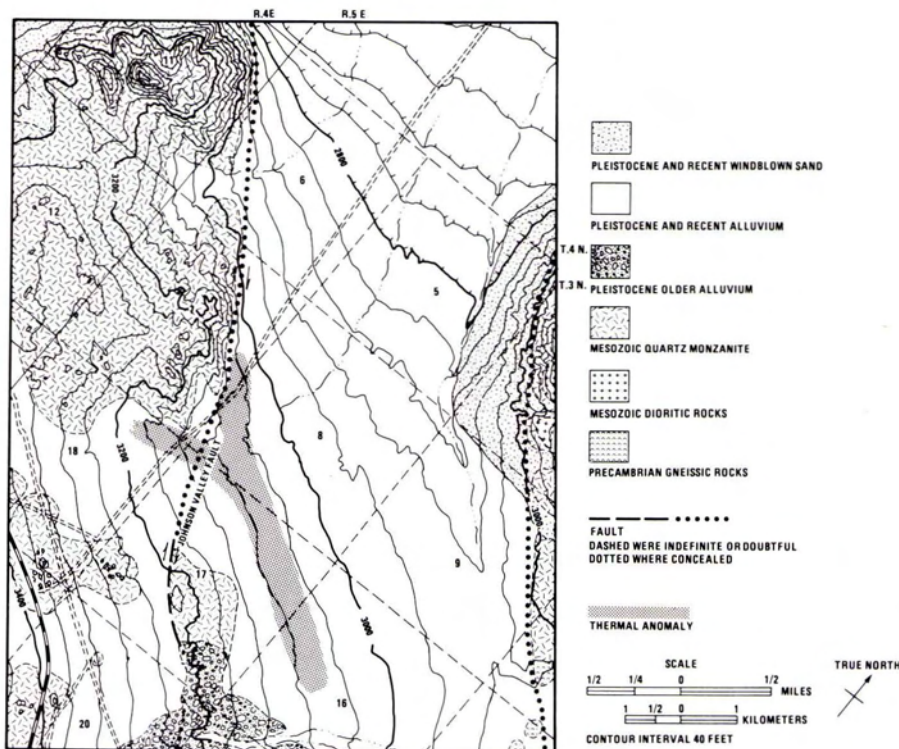 R.4E R.5 E
11
2800
3200
6
12
T.4 N.
T.3 N.
5
18
3200
8
JOHNSON VALLEY FAULT
17
9
3000
3400
3000
16
20
PLEISTOCENE AND RECENT WINDBLOWN SAND
PLEISTOCENE AND RECENT ALLUVIUM
PLEISTOCENE OLDER ALLUVIUM
MESOZOIC QUARTZ MONZANITE
MESOZOIC DIORITIC ROCKS
PRECAMBRIAN GNEISSIC ROCKS
FAULT
DASHED WERE INDEFINITE OR DOUBTFUL
DOTTED WHERE CONCEALED
THERMAL ANOMALY
SCALE
1/2 1/4 0 1/2
MILES
1 1/2 0 1
KILOMETERS
CONTOUR INTERVAL 40 FEET
TRUE NORTH